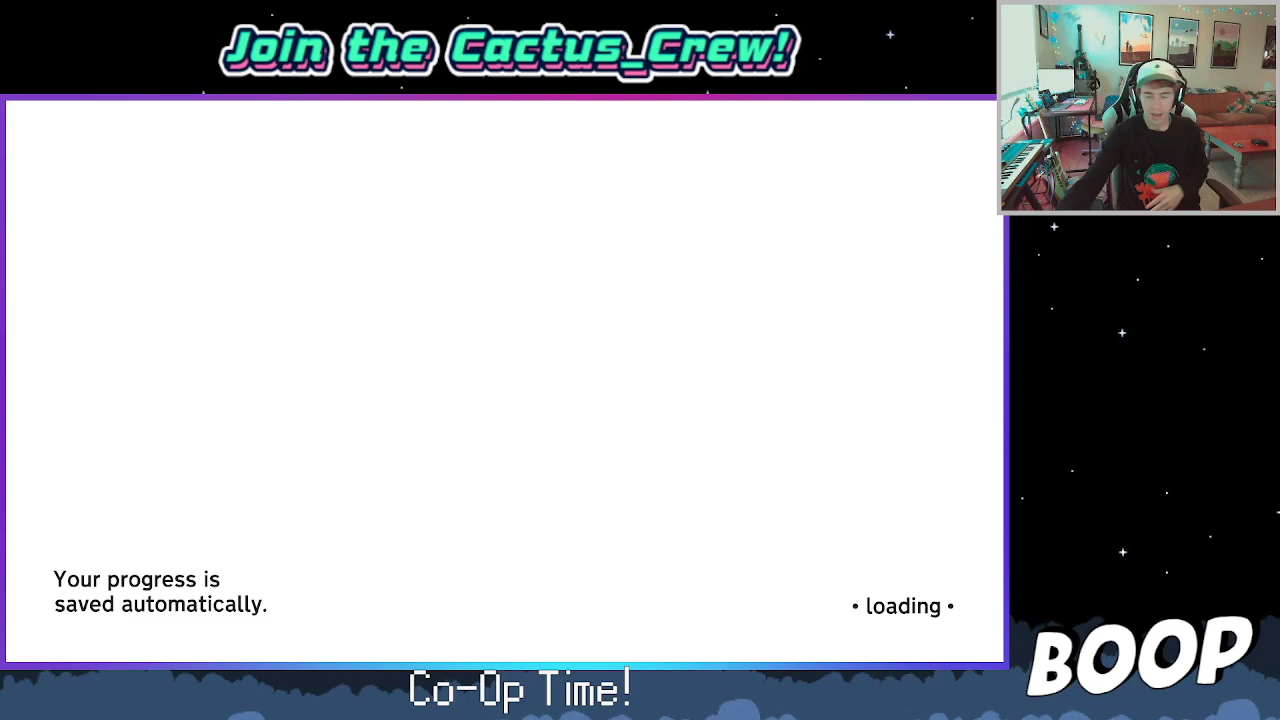 Join the Cactus_Crew!
Your progress is
saved automatically.
• loading •
Co-Op Time!
BOOP